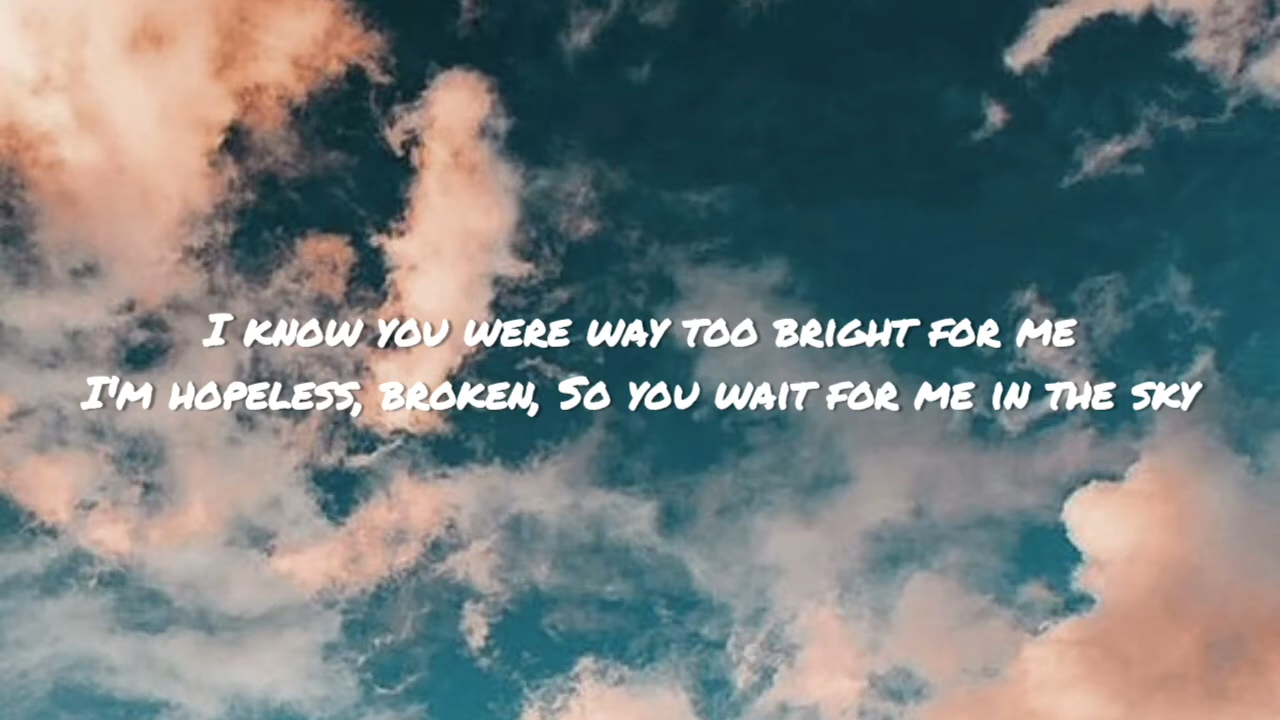 I know you were way too bright for me
I'm hopeless, broken, So you wait for me in the sky